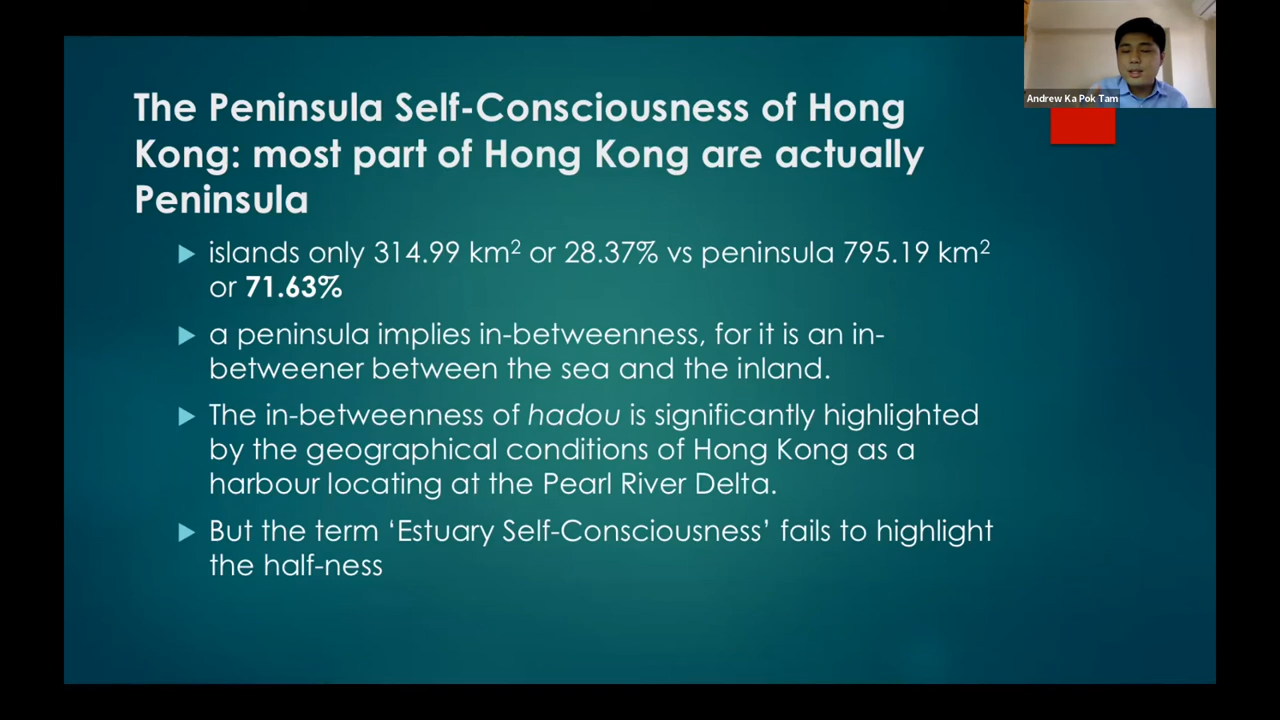 The Peninsula Self-Consciousness of Hong
Kong: most part of Hong Kong are actually
Peninsula
islands only 314.99 km² or 28.37% vs peninsula 795.19 km²
or 71.63%
a peninsula implies in-betweenness, for it is an in-
betweener between the sea and the inland.
The in-betweenness of hadou is significantly highlighted
by the geographical conditions of Hong Kong as a
harbour locating at the Pearl River Delta.
But the term ‘Estuary Self-Consciousness’ fails to highlight
the half-ness
Andrew Ka Pok Tam